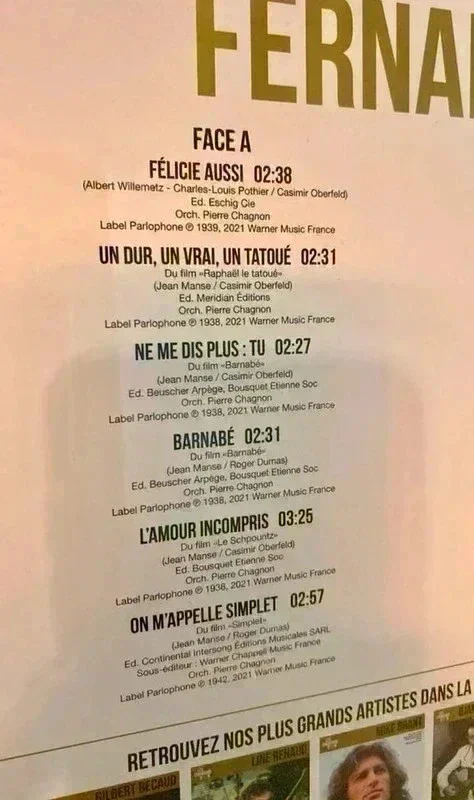 FERNA
FACE A
FÉLICIE AUSSI 02:38
(Albert Willemetz - Charles-Louis Pothier / Casimir Oberfeld)
Ed. Eschig Cie
Orch. Pierre Chagnon
Label Parlophone ℗ 1939, 2021 Warner Music France
UN DUR, UN VRAI, UN TATOUÉ 02:31
Du film «Raphaël le tatoué»
(Jean Manse / Casimir Oberfeld)
Ed. Meridian Éditions
Orch. Pierre Chagnon
Label Parlophone ℗ 1938, 2021 Warner Music France
NE ME DIS PLUS : TU 02:27
Du film «Barnabé»
(Jean Manse / Casimir Oberfeld)
Ed. Beuscher Arpège, Bousquet Etienne Soc
Orch. Pierre Chagnon
Label Parlophone ℗ 1938, 2021 Warner Music France
BARNABÉ 02:31
Du film «Barnabé»
(Jean Manse / Roger Dumas)
Ed. Beuscher Arpège, Bousquet Etienne Soc
Orch. Pierre Chagnon
Label Parlophone ℗ 1938, 2021 Warner Music France
L'AMOUR INCOMPRIS 03:25
Du film «Le Schpountz»
(Jean Manse / Casimir Oberfeld)
Ed. Bousquet Etienne Soc
Orch. Pierre Chagnon
Label Parlophone ℗ 1938, 2021 Warner Music France
ON M'APPELLE SIMPLET 02:57
Du film «Simplet»
(Jean Manse / Roger Dumas)
Ed. Continental Intersong Éditions Musicales SARL
Sous-éditeur : Warner Chappell Music France
Orch. Pierre Chagnon
Label Parlophone ℗ 1942, 2021 Warner Music France
RETROUVEZ NOS PLUS GRANDS ARTISTES DANS LA
GILBERT BÉCAUD
LINE RENAUD
MIKE BRANT